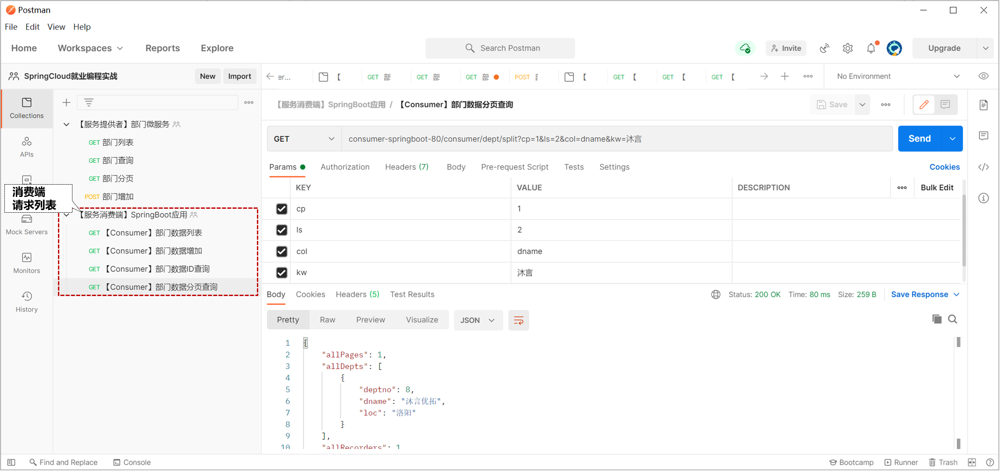 Postman
File Edit View Help
Home Workspaces Reports Explore Search Postman Invite Upgrade
SpringCloud就业编程实战 New Import er... 【 GET 部 GET 部 GET 部 POST 【 GET 【 GET 【 GET 【 No Environment
【服务消费端】SpringBoot应用 / 【Consumer】部门数据分页查询 Save
Collections
APIs
Mock Servers
Monitors
History
【服务提供者】部门微服务
GET 部门列表
GET 部门查询
GET 部门分页
POST 部门增加
消费端
请求列表
【服务消费端】SpringBoot应用
GET 【Consumer】部门数据列表
GET 【Consumer】部门数据增加
GET 【Consumer】部门数据ID查询
GET 【Consumer】部门数据分页查询
GET consumer-springboot-80/consumer/dept/split?cp=1&ls=2&col=dname&kw=沐言 Send
Params Authorization Headers (7) Body Pre-request Script Tests Settings Cookies
KEY VALUE DESCRIPTION Bulk Edit
cp 1
ls 2
col dname
kw 沐言
Body Cookies Headers (5) Test Results Status: 200 OK Time: 80 ms Size: 259 B Save Response
Pretty Raw Preview Visualize JSON
1 {
2 "allPages": 1,
3 "allDepts": [
4 {
5 "deptno": 8,
6 "dname": "沐言优拓",
7 "loc": "洛阳"
8 }
9 ],
10 "allRecorders": 1
Find and Replace Console Bootcamp Runner Trash